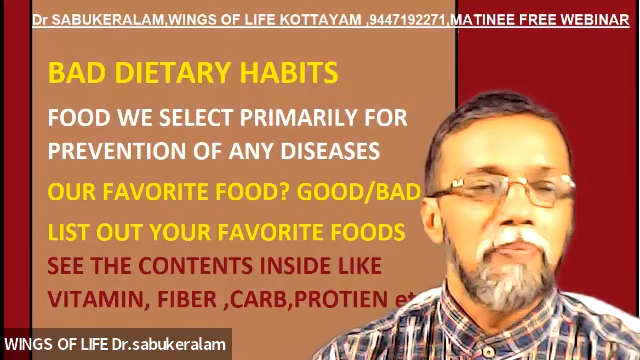 Dr SABUKERALAM,WINGS OF LIFE KOTTAYAM ,9447192271,MATINEE FREE WEBINAR
BAD DIETARY HABITS
FOOD WE SELECT PRIMARILY FOR
PREVENTION OF ANY DISEASES
OUR FAVORITE FOOD? GOOD/BAD
LIST OUT YOUR FAVORITE FOODS
SEE THE CONTENTS INSIDE LIKE
VITAMIN, FIBER ,CARB,PROTIEN
WINGS OF LIFE Dr.sabukeralam